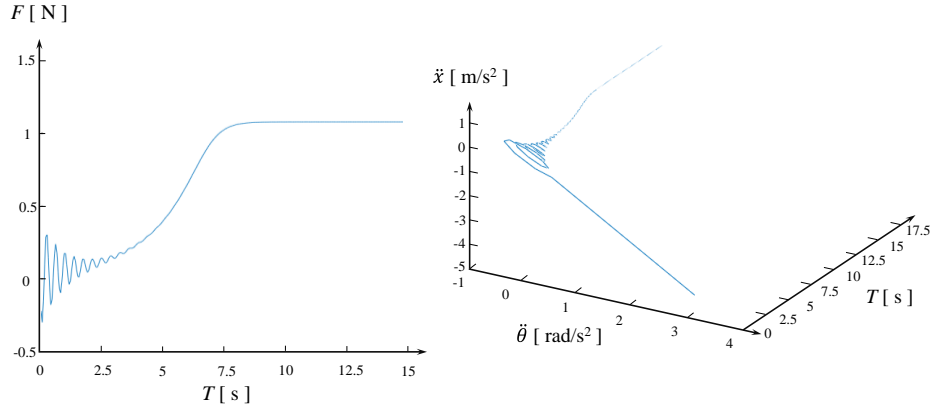 F [ N ]
1.5
1
0.5
0
-0.5
0 2.5 5 7.5 10 12.5 15
T [ s ]
ẍ [ m/s² ]
1
0
-1
-2
-3
-4
-5
-1 0 1 2 3 4
θ̈ [ rad/s² ]
0 2.5 5 7.5 10 12.5 15 17.5
T [ s ]